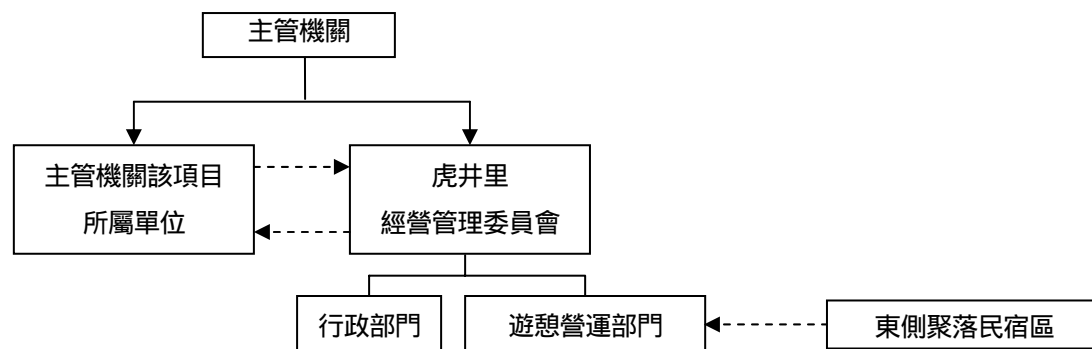 主管機關
主管機關該項目
所屬單位
虎井里
經營管理委員會
行政部門
遊憩營運部門
東側聚落民宿區